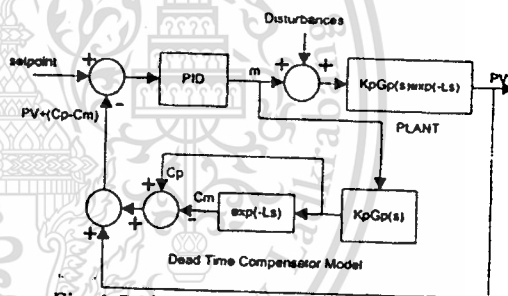 Disturbances
setpoint
+
+
+
PID
m
KpGp(s)exp(-Ls)
PV
-
PV+(Cp-Cm)
PLANT
Cp
+
Cm
exp(-Ls)
KpGp(s)
+
+
-
+
Dead Time Compensator Model